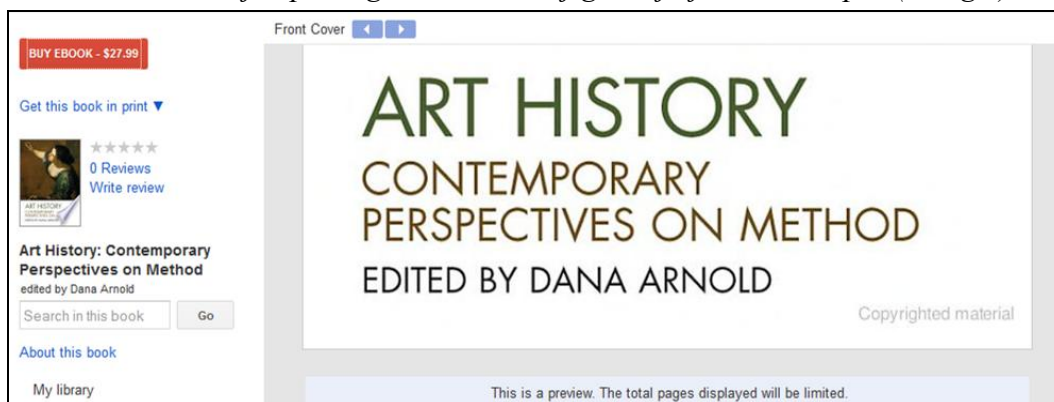 Front Cover
BUY EBOOK - $27.99
Get this book in print ▼
0 Reviews
Write review
ART HISTORY
Art History: Contemporary
Perspectives on Method
edited by Dana Arnold
Search in this book Go
About this book
My library
ART HISTORY
CONTEMPORARY
PERSPECTIVES ON METHOD
EDITED BY DANA ARNOLD
Copyrighted material
This is a preview. The total pages displayed will be limited.